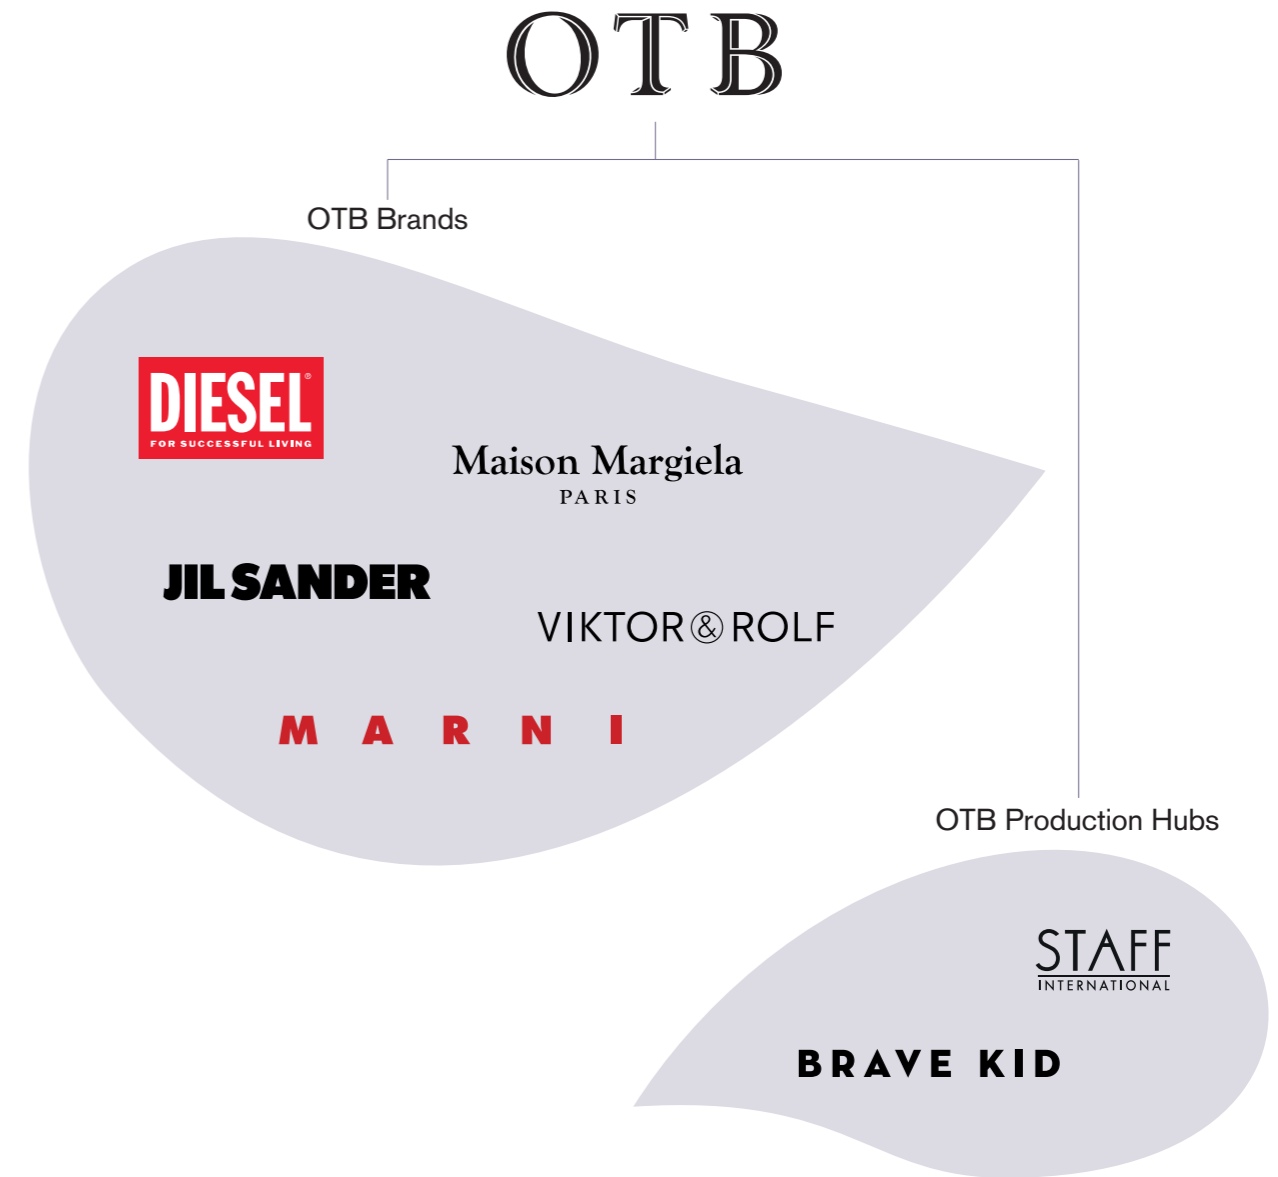 OTB
OTB Brands
DIESEL®
FOR SUCCESSFUL LIVING
Maison Margiela
PARIS
JIL SANDER
VIKTOR & ROLF
MARNI
OTB Production Hubs
STAFF
INTERNATIONAL
BRAVE KID